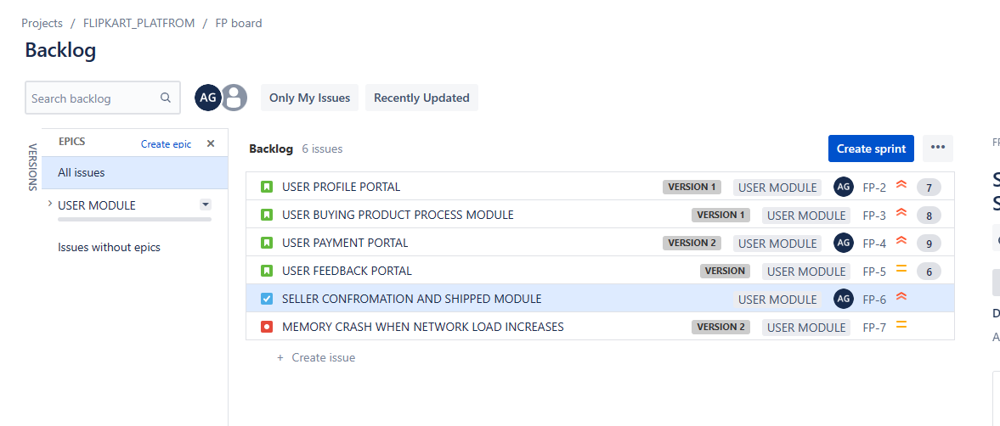 Projects / FLIPKART_PLATFROM / FP board
Backlog
Search backlog AG Only My Issues Recently Updated
VERSIONS
EPICS Create epic
All issues
USER MODULE
Issues without epics
Backlog 6 issues Create sprint
USER PROFILE PORTAL VERSION 1 USER MODULE AG FP-2 7
USER BUYING PRODUCT PROCESS MODULE VERSION 1 USER MODULE FP-3 8
USER PAYMENT PORTAL VERSION 2 USER MODULE AG FP-4 9
USER FEEDBACK PORTAL VERSION USER MODULE FP-5 6
SELLER CONFROMATION AND SHIPPED MODULE USER MODULE AG FP-6
MEMORY CRASH WHEN NETWORK LOAD INCREASES VERSION 2 USER MODULE FP-7
+ Create issue